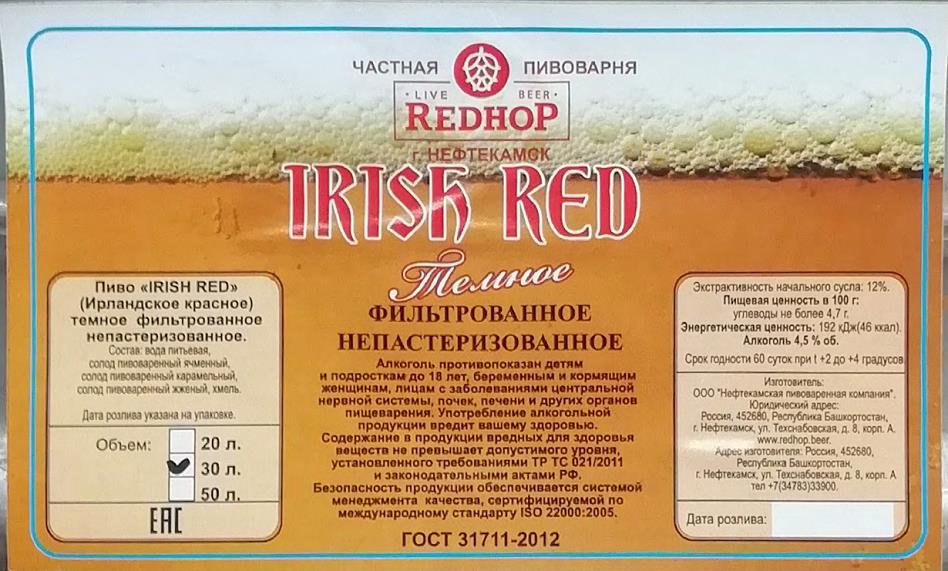 ЧАСТНАЯ ПИВОВАРНЯ
· LIVE BEER ·
REDHOP
г. НЕФТЕКАМСК
IRISH RED
Темное
ФИЛЬТРОВАННОЕ
НЕПАСТЕРИЗОВАННОЕ
Алкоголь противопоказан детям
и подросткам до 18 лет, беременным и кормящим
женщинам, лицам с заболеваниями центральной
нервной системы, почек, печени и других органов
пищеварения. Употребление алкогольной
продукции вредит вашему здоровью.
Содержание в продукции вредных для здоровья
веществ не превышает допустимого уровня,
установленного требованиями ТР ТС 021/2011
и законодательными актами РФ.
Безопасность продукции обеспечивается системой
менеджмента качества, сертифицируемой по
международному стандарту ISO 22000:2005.
ГОСТ 31711-2012
Пиво «IRISH RED»
(Ирландское красное)
темное фильтрованное
непастеризованное.
Состав: вода питьевая,
солод пивоваренный ячменный,
солод пивоваренный карамельный,
солод пивоваренный жженый, хмель.
Дата розлива указана на упаковке.
Объем: 20 л.
30 л.
50 л.
EAC
Экстрактивность начального сусла: 12%.
Пищевая ценность в 100 г:
углеводы не более 4,7 г.
Энергетическая ценность: 192 кДж(46 ккал).
Алкоголь 4,5 % об.
Срок годности 60 суток при t +2 до +4 градусов
Изготовитель:
ООО "Нефтекамская пивоваренная компания".
Юридический адрес:
Россия, 452680, Республика Башкортостан,
г. Нефтекамск, ул. Техснабовская, д. 8, корп. А.
www.redhop.beer.
Адрес изготовителя: Россия, 452680,
Республика Башкортостан,
г. Нефтекамск, ул. Техснабовская, д. 8, корп. А
тел +7(34783)33900.
Дата розлива: